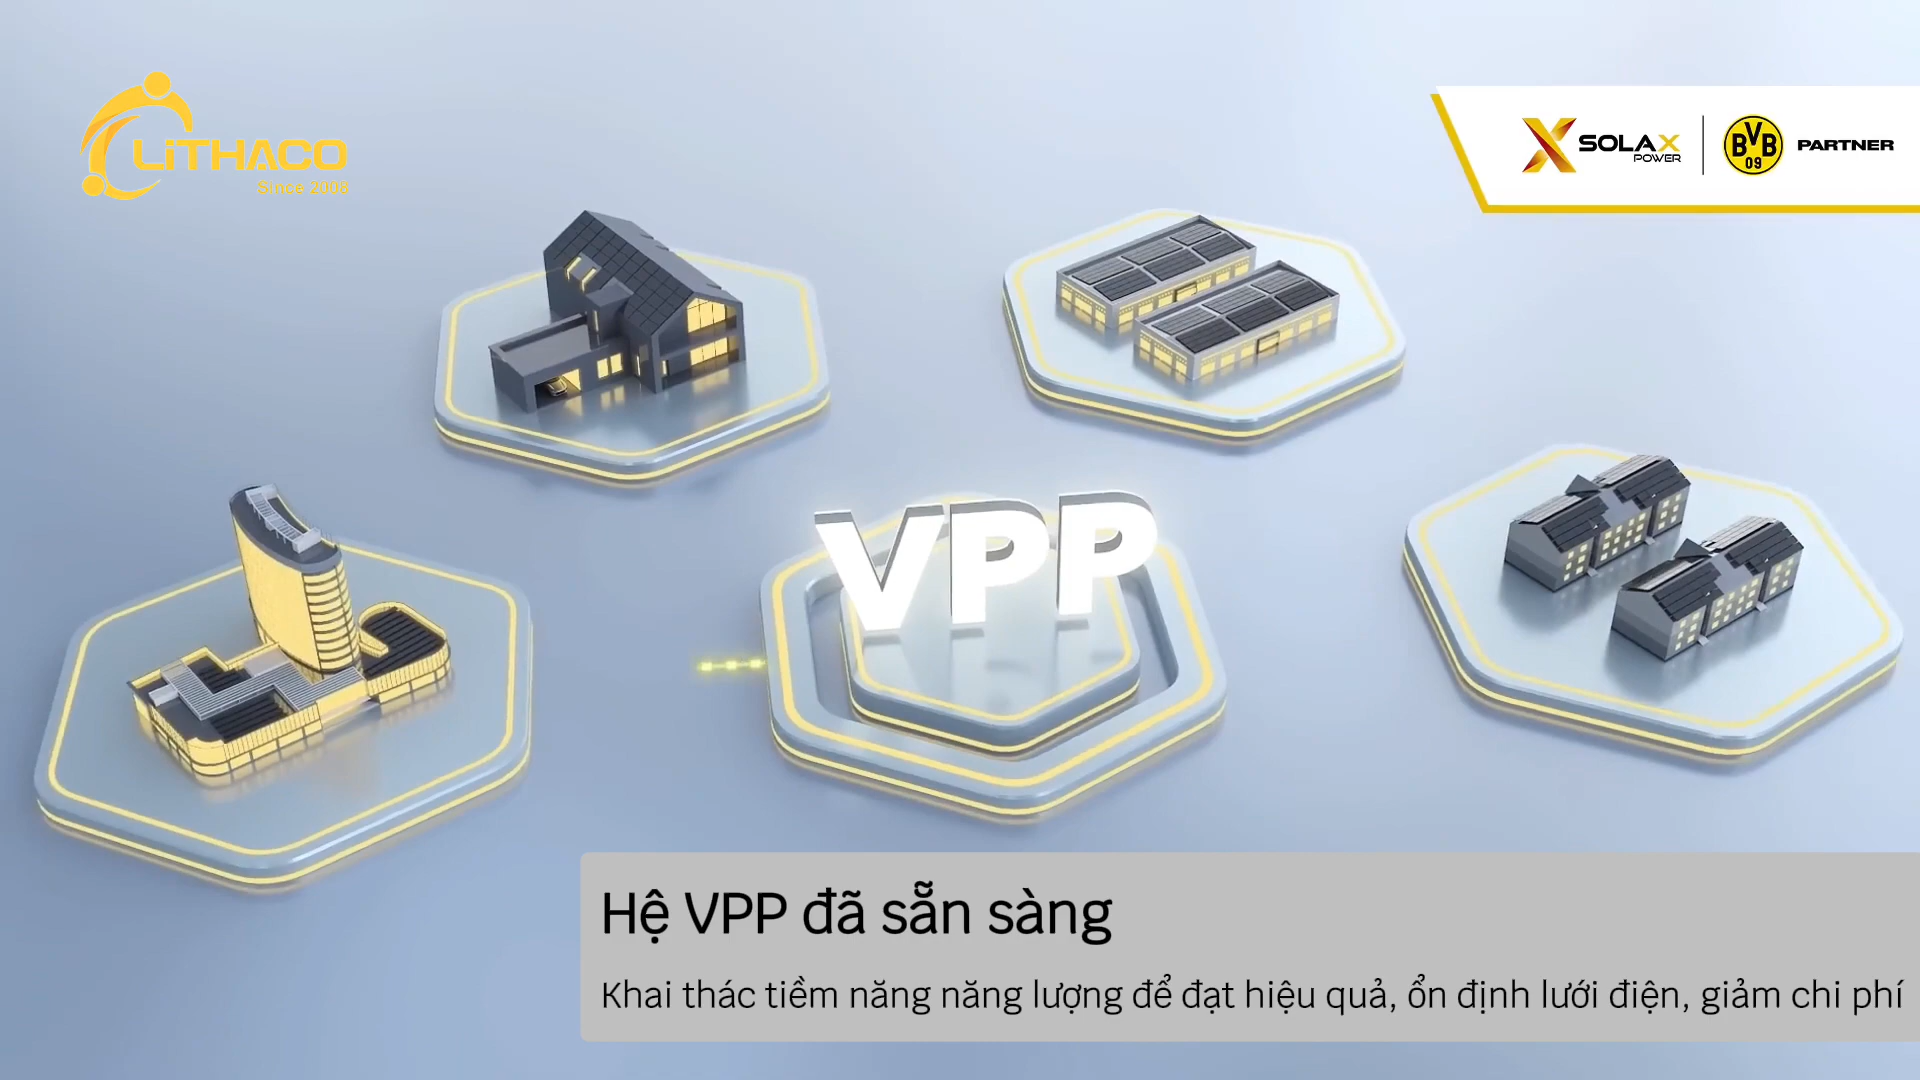 LiTHACO
Since 2008
SOLAX
POWER
BVB
09
PARTNER
VPP
Hệ VPP đã sẵn sàng
Khai thác tiềm năng năng lượng để đạt hiệu quả, ổn định lưới điện, giảm chi phí